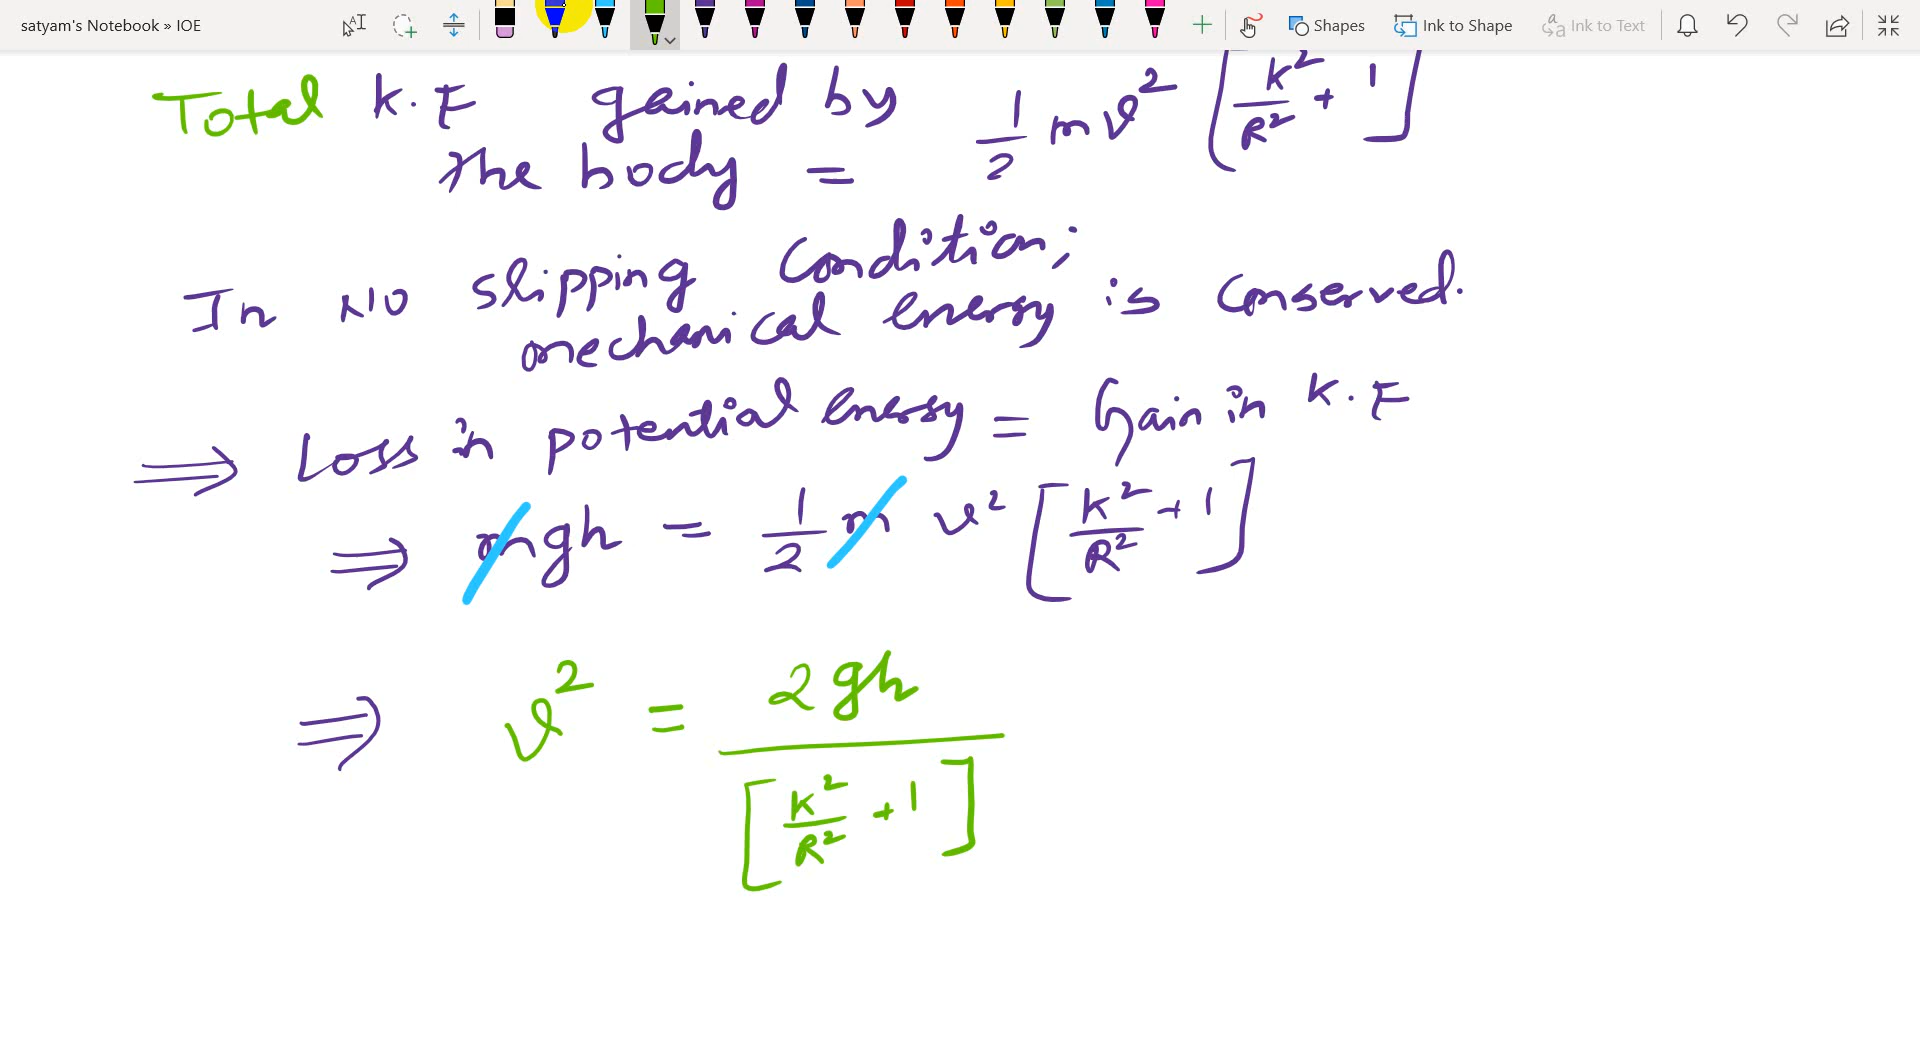 satyam's Notebook » IOE
Shapes Ink to Shape Ink to Text
Total K.E gained by
the body = 1/2 m v² [K²/R² + 1]
In No slipping condition;
mechanical energy is conserved.
⇒ Loss in potential energy = Gain in K.E
⇒ mgh = 1/2 m v² [K²/R² + 1]
⇒ v² = 2gh / [K²/R² + 1]